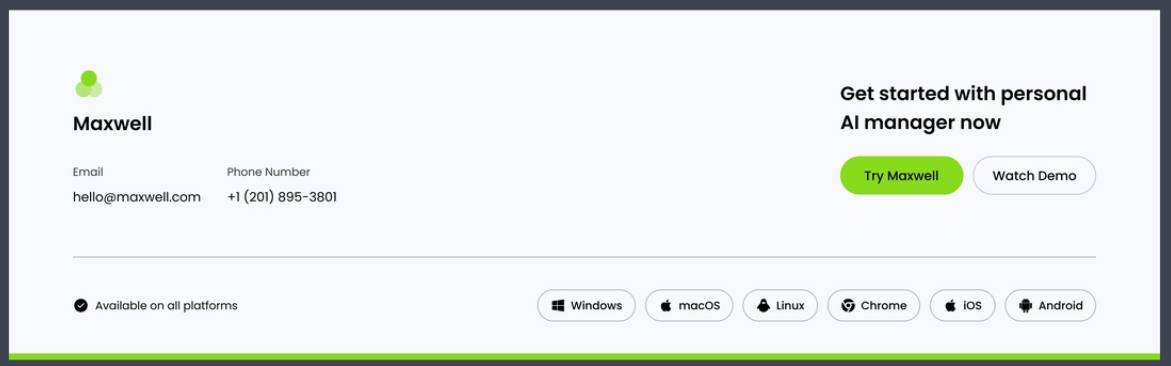 Maxwell
Email
hello@maxwell.com
Phone Number
+1 (201) 895-3801
Get started with personal
AI manager now
Try Maxwell
Watch Demo
Available on all platforms
Windows
macOS
Linux
Chrome
iOS
Android